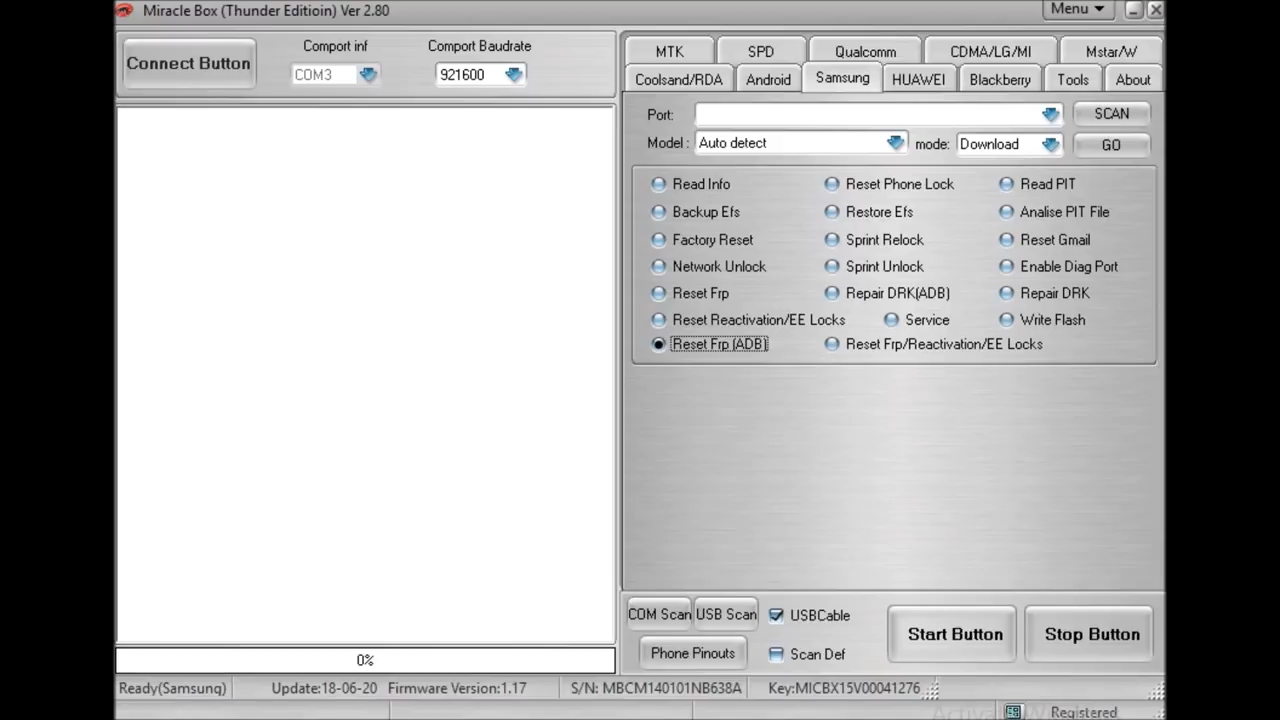 Miracle Box (Thunder Editioin) Ver 2.80
Menu
Connect Button
Comport inf
Comport Baudrate
COM3
921600
MTK SPD Qualcomm CDMA/LG/MI Mstar/W
Coolsand/RDA Android Samsung HUAWEI Blackberry Tools About
Port: SCAN
Model : Auto detect mode: Download GO
Read Info Reset Phone Lock Read PIT
Backup Efs Restore Efs Analise PIT File
Factory Reset Sprint Relock Reset Gmail
Network Unlock Sprint Unlock Enable Diag Port
Reset Frp Repair DRK(ADB) Repair DRK
Reset Reactivation/EE Locks Service Write Flash
Reset Frp (ADB) Reset Frp/Reactivation/EE Locks
COM Scan USB Scan USBCable
Phone Pinouts Scan Def
Start Button Stop Button
0%
Ready(Samsung) Update:18-06-20 Firmware Version:1.17 S/N: MBCM140101NB638A Key:MICBX15V00041276
Registered